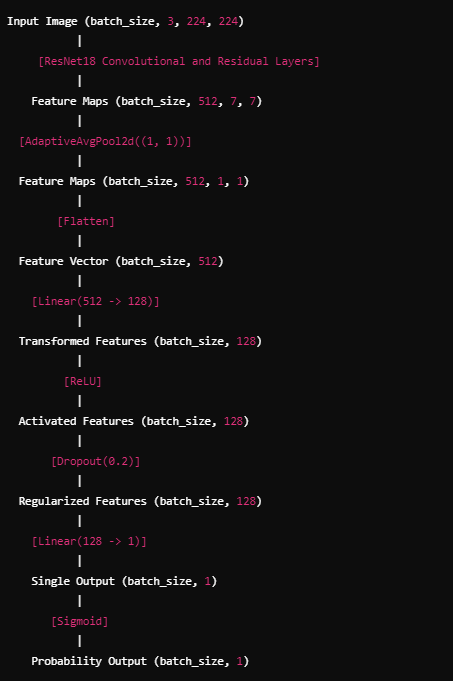 Input Image (batch_size, 3, 224, 224)
|
[ResNet18 Convolutional and Residual Layers]
|
Feature Maps (batch_size, 512, 7, 7)
|
[AdaptiveAvgPool2d((1, 1))]
|
Feature Maps (batch_size, 512, 1, 1)
|
[Flatten]
|
Feature Vector (batch_size, 512)
|
[Linear(512 -> 128)]
|
Transformed Features (batch_size, 128)
|
[ReLU]
|
Activated Features (batch_size, 128)
|
[Dropout(0.2)]
|
Regularized Features (batch_size, 128)
|
[Linear(128 -> 1)]
|
Single Output (batch_size, 1)
|
[Sigmoid]
|
Probability Output (batch_size, 1)